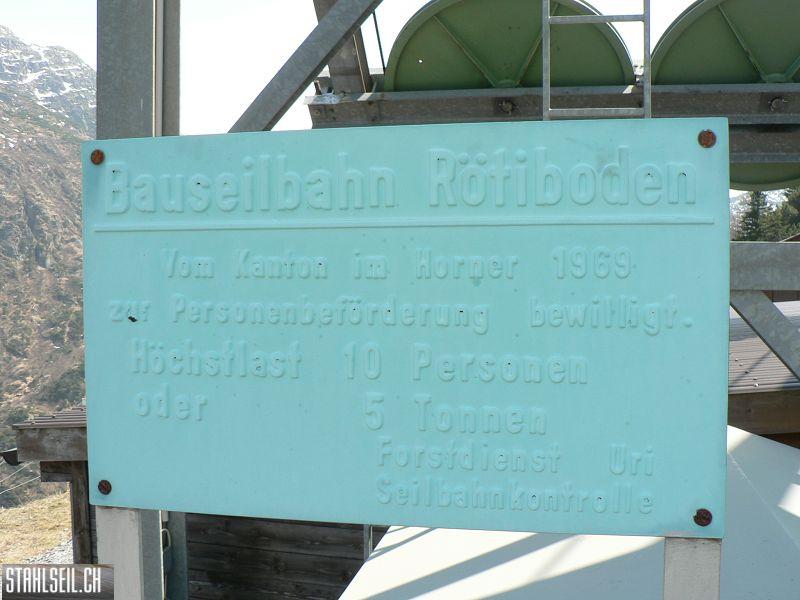 Bauseilbahn Rötiboden
Vom Kanton im Horner 1969
zur Personenbeförderung bewilligt.
Höchstlast 10 Personen
oder 5 Tonnen
Forstdienst Uri
Seilbahnkontrolle
STAHLSEIL.CH